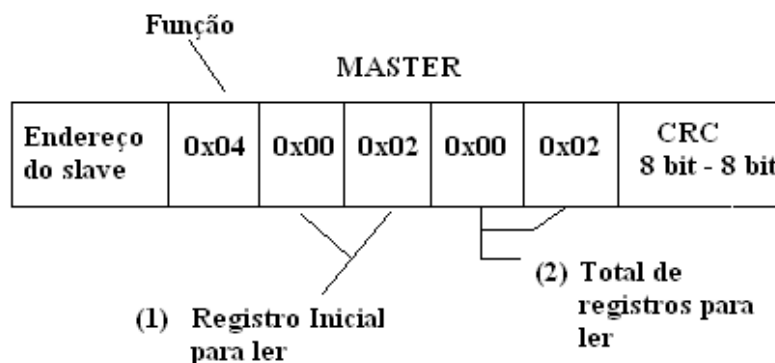 Função
MASTER
Endereço
do slave
0x04
0x00
0x02
0x00
0x02
CRC
8 bit - 8 bit
(1) Registro Inicial
para ler
(2) Total de
registros para
ler